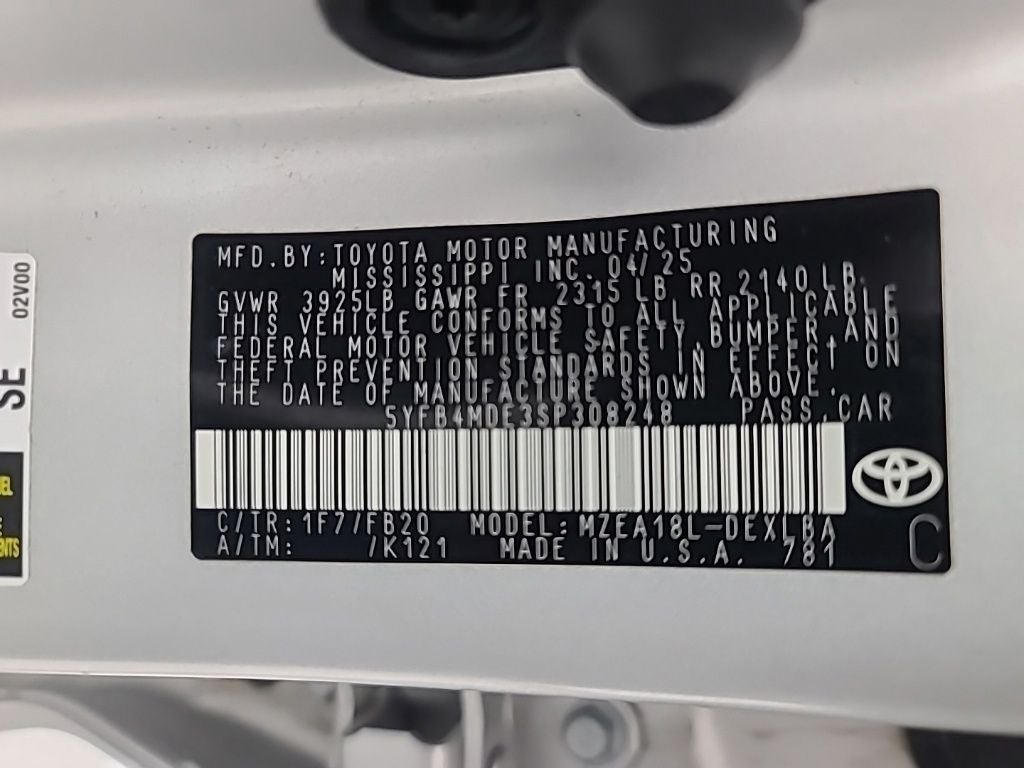 MFD.BY:TOYOTA MOTOR MANUFACTURING
MISSISSIPPI INC. 04/25
GVWR 3925LB GAWR FR 2315 LB RR 2140 LB.
THIS VEHICLE CONFORMS TO ALL APPLICABLE
FEDERAL MOTOR VEHICLE SAFETY,BUMPER,AND
THEFT PREVENTION STANDARDS IN EFFECT ON
THE DATE OF MANUFACTURE SHOWN ABOVE.
5YFB4MDE3SP308248 PASS.CAR
C/TR:1F7/FB20 MODEL:MZEA18L-DEXLBA
A/TM: /K121 MADE IN U.S.A. 781
C
02V00
SE